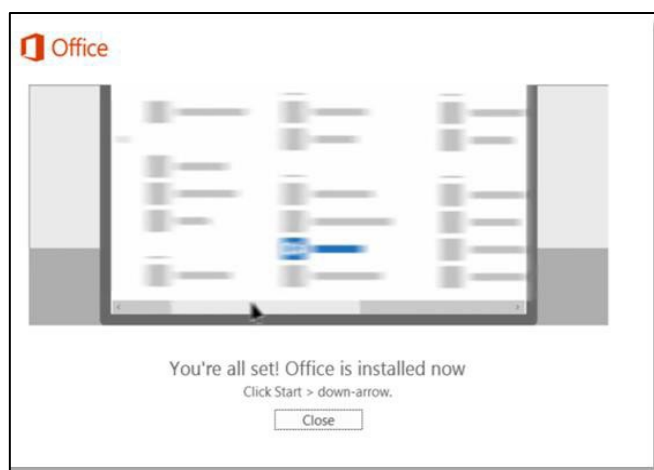 Office
You're all set! Office is installed now
Click Start > down-arrow.
Close